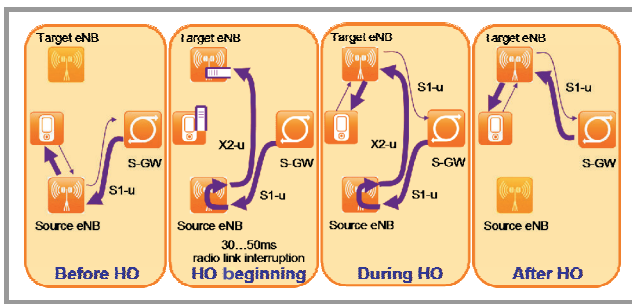 Target eNB
S-GW
S1-u
Source eNB
Before HO
Target eNB
X2-u
S-GW
S1-u
Source eNB
30…50ms
radio link interruption
HO beginning
Target eNB
S1-u
X2-u
S-GW
S1-u
Source eNB
During HO
Target eNB
S1-u
S-GW
Source eNB
After HO